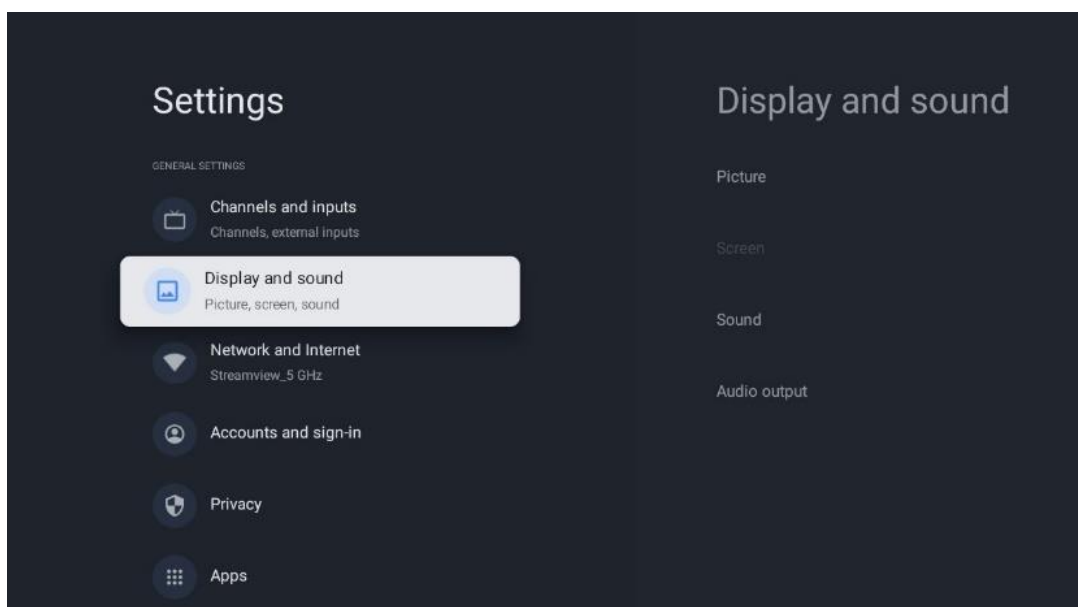 Settings
GENERAL SETTINGS
Channels and inputs
Channels, external inputs
Display and sound
Picture, screen, sound
Network and Internet
Streamview_5 GHz
Accounts and sign-in
Privacy
Apps
Display and sound
Picture
Screen
Sound
Audio output